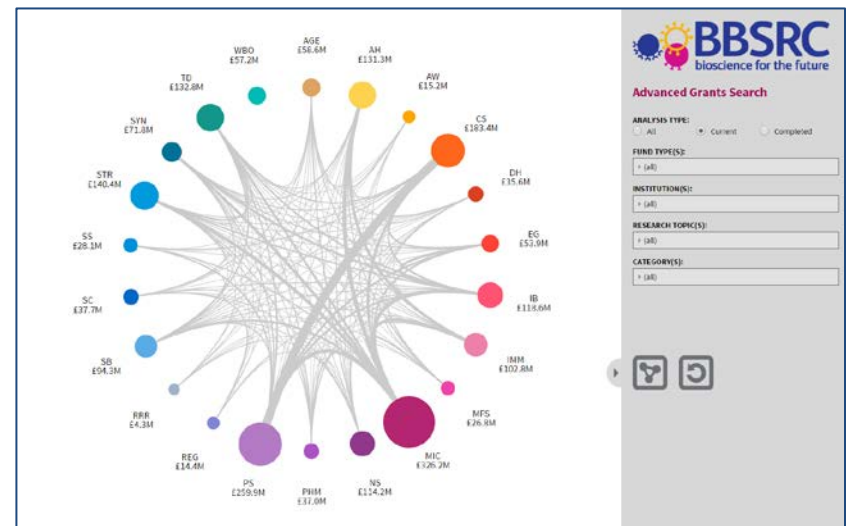 AGE
£58.6M
AH
£131.3M
AW
£15.2M
CS
£183.4M
DH
£35.6M
EG
£53.9M
IB
£118.6M
IMM
£102.8M
MFS
£26.8M
MIC
£326.2M
NS
£114.2M
PHM
£37.0M
PS
£259.9M
REG
£14.4M
RRR
£4.3M
SB
£94.3M
SC
£37.7M
SS
£28.1M
STR
£140.4M
SYN
£71.8M
TD
£132.8M
WBO
£57.2M
BBSRC
bioscience for the future
Advanced Grants Search
ANALYSIS TYPE:
All Current Completed
FUND TYPE(S):
(all)
INSTITUTION(S):
(all)
RESEARCH TOPIC(S):
(all)
CATEGORY(S):
(all)